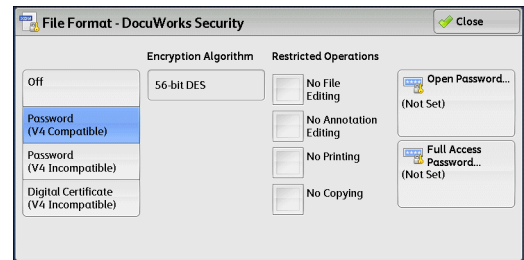 File Format - DocuWorks Security
Close
Encryption Algorithm
Restricted Operations
Off
Password
(V4 Compatible)
Password
(V4 Incompatible)
Digital Certificate
(V4 Incompatible)
56-bit DES
No File
Editing
No Annotation
Editing
No Printing
No Copying
Open Password...
(Not Set)
Full Access
Password...
(Not Set)